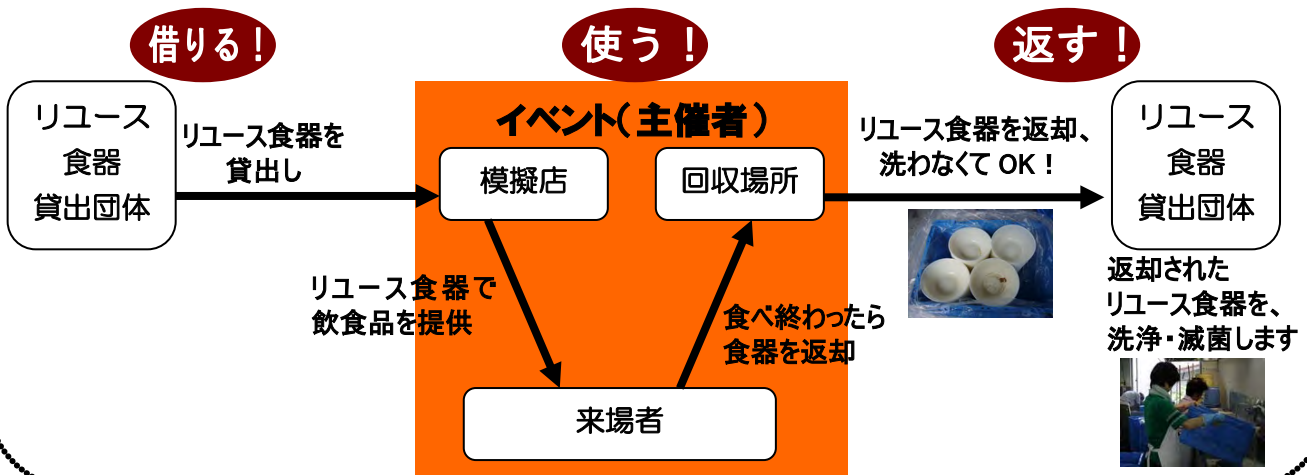 借りる！
使う！
返す！
リユース
食器
貸出団体
リユース食器を
貸出し
イベント（主催者）
模擬店
回収場所
リユース食器で
飲食品を提供
食べ終わったら
食器を返却
来場者
リユース食器を返却、
洗わなくてOK！
リユース
食器
貸出団体
返却された
リユース食器を、
洗浄・滅菌します